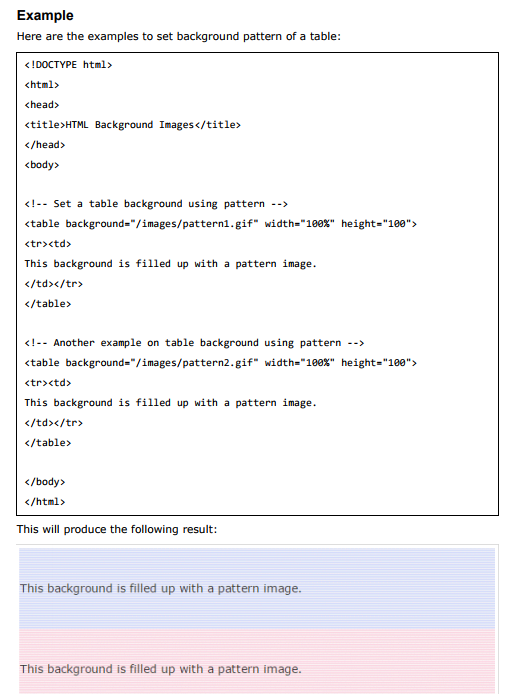 Example
Here are the examples to set background pattern of a table:
<!DOCTYPE html>
<html>
<head>
<title>HTML Background Images</title>
</head>
<body>
<!-- Set a table background using pattern -->
<table background="/images/pattern1.gif" width="100%" height="100">
<tr><td>
This background is filled up with a pattern image.
</td></tr>
</table>
<!-- Another example on table background using pattern -->
<table background="/images/pattern2.gif" width="100%" height="100">
<tr><td>
This background is filled up with a pattern image.
</td></tr>
</table>
</body>
</html>
This will produce the following result:
This background is filled up with a pattern image.
This background is filled up with a pattern image.